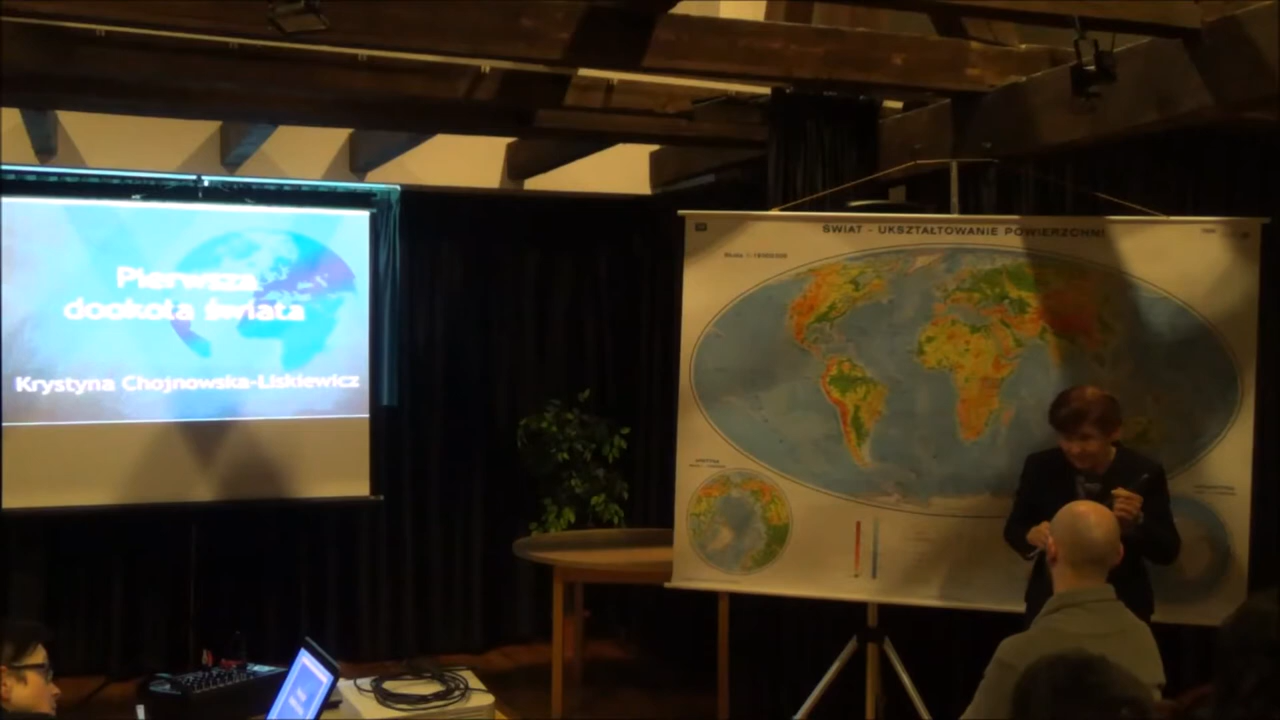 Pierwsza
dookoła świata
Krystyna Chojnowska-Liskiewicz
ŚWIAT - UKSZTAŁTOWANIE POWIERZCHNI